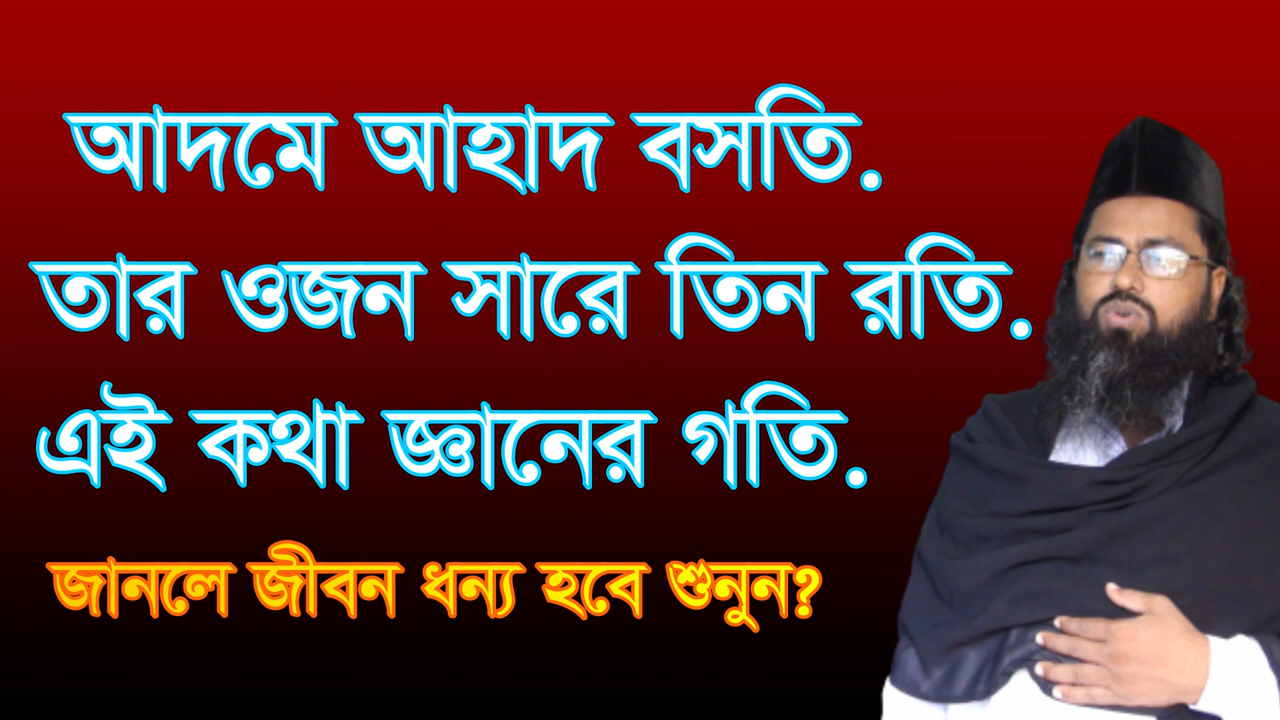 আদমে আহাদ বসতি.
তার ওজন সারে তিন রতি.
এই কথা জ্ঞানের গতি.
জানলে জীবন ধন্য হবে শুনুন?